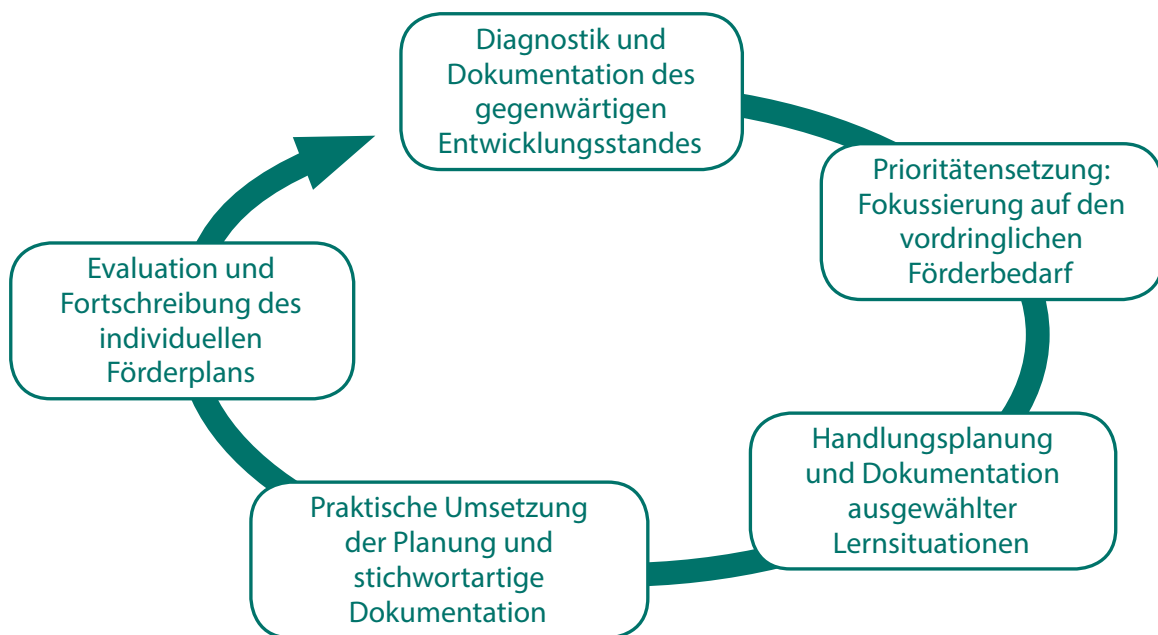 Diagnostik und
Dokumentation des
gegenwärtigen
Entwicklungsstandes
Prioritätensetzung:
Fokussierung auf den
vordringlichen
Förderbedarf
Handlungsplanung
und Dokumentation
ausgewählter
Lernsituationen
Praktische Umsetzung
der Planung und
stichwortartige
Dokumentation
Evaluation und
Fortschreibung des
individuellen
Förderplans